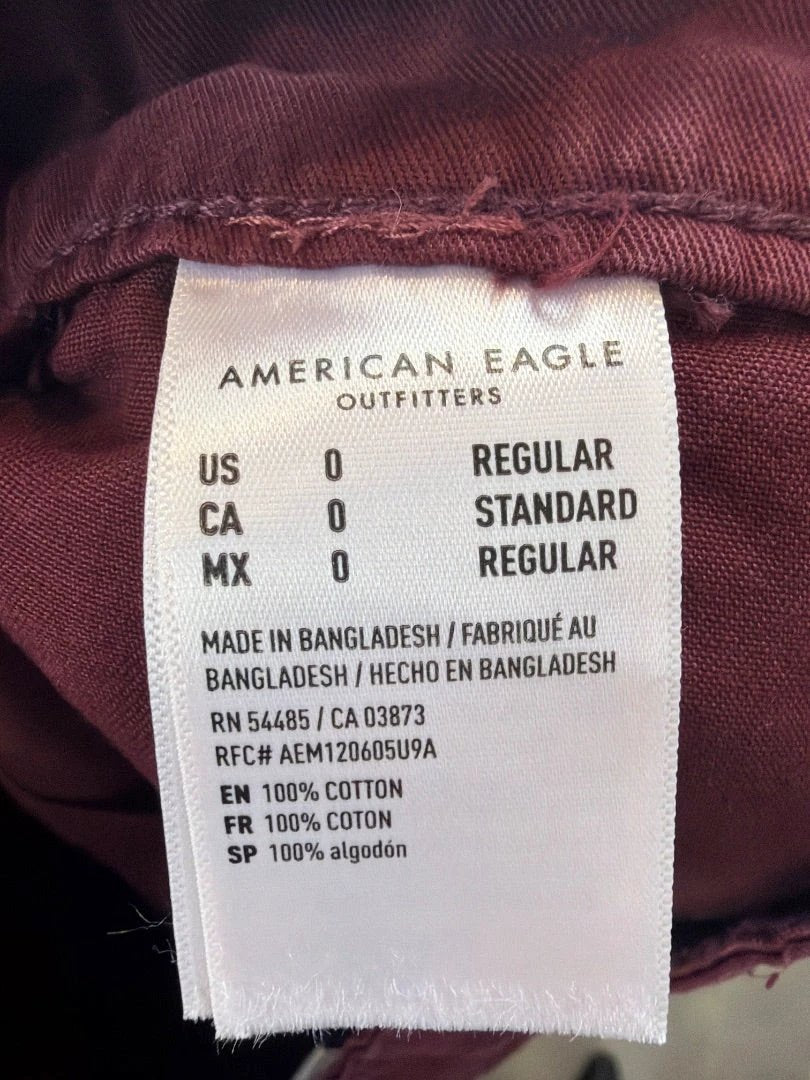 AMERICAN EAGLE
OUTFITTERS
US 0 REGULAR
CA 0 STANDARD
MX 0 REGULAR
MADE IN BANGLADESH / FABRIQUÉ AU
BANGLADESH / HECHO EN BANGLADESH
RN 54485 / CA 03873
RFC# AEM120605U9A
EN 100% COTTON
FR 100% COTON
SP 100% algodón